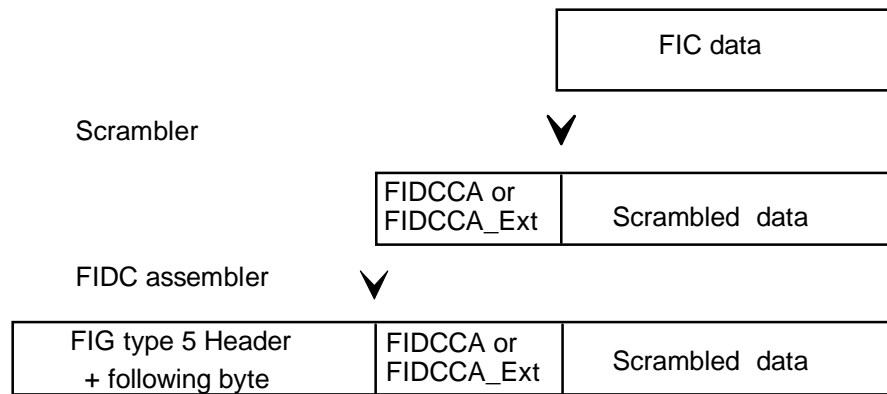 FIC data
Scrambler
FIDCCA or
FIDCCA_Ext
Scrambled data
FIDC assembler
FIG type 5 Header
+ following byte
FIDCCA or
FIDCCA_Ext
Scrambled data